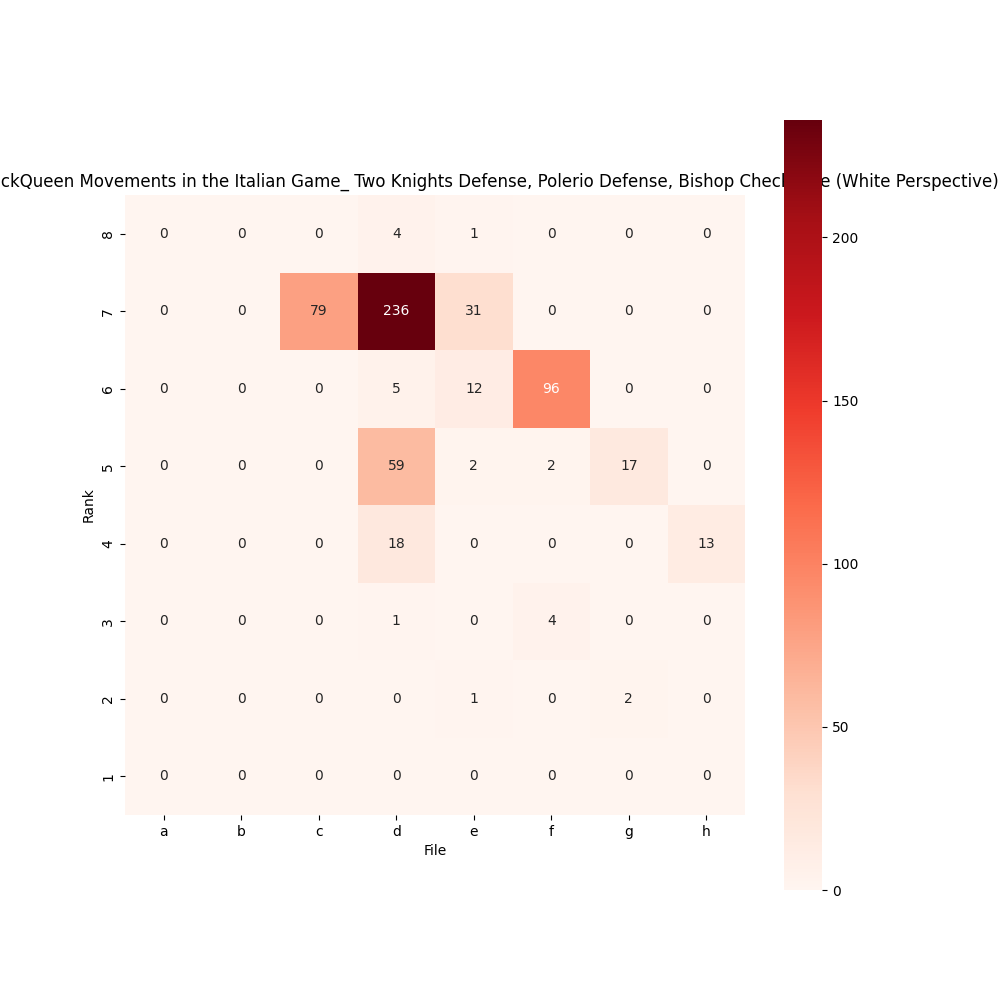 ckQueen Movements in the Italian Game_ Two Knights Defense, Polerio Defense, Bishop Check (White Perspective)
8 0 0 0 4 1 0 0 0
7 0 0 79 236 31 0 0 0
6 0 0 0 5 12 96 0 0
5 0 0 0 59 2 2 17 0
4 0 0 0 18 0 0 0 13
3 0 0 0 1 0 4 0 0
2 0 0 0 0 1 0 2 0
1 0 0 0 0 0 0 0 0
a b c d e f g h
File
Rank
200
150
100
50
0